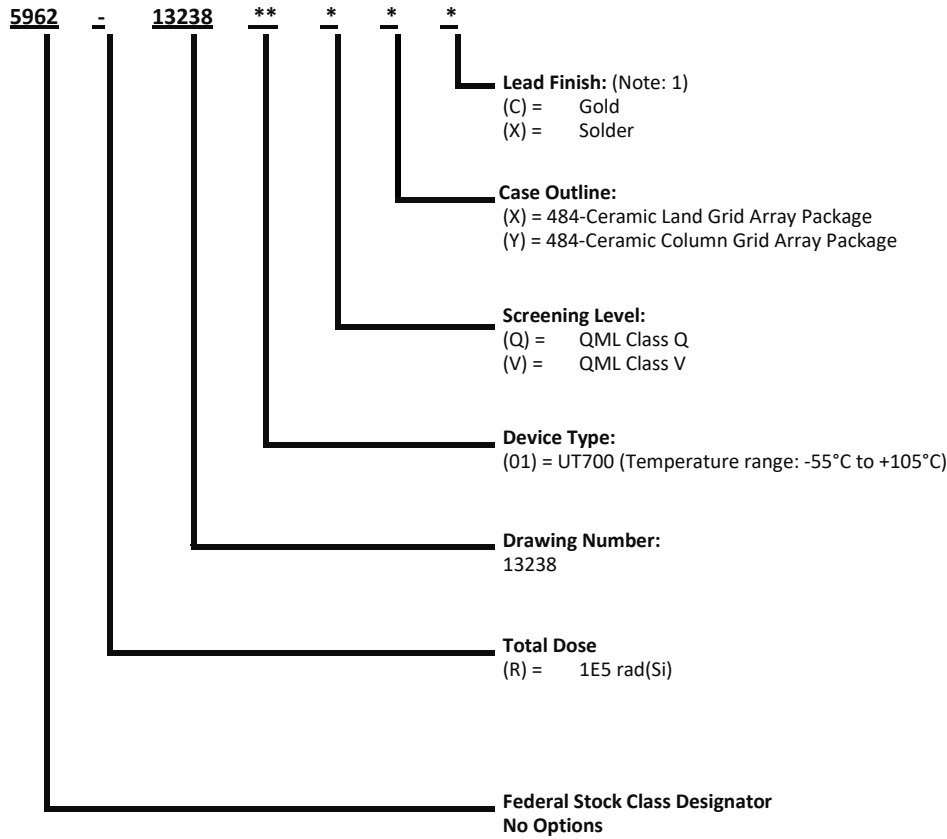 5962 - 13238 ** * * *
Lead Finish: (Note: 1)
(C) = Gold
(X) = Solder
Case Outline:
(X) = 484-Ceramic Land Grid Array Package
(Y) = 484-Ceramic Column Grid Array Package
Screening Level:
(Q) = QML Class Q
(V) = QML Class V
Device Type:
(01) = UT700 (Temperature range: -55°C to +105°C)
Drawing Number:
13238
Total Dose
(R) = 1E5 rad(Si)
Federal Stock Class Designator
No Options